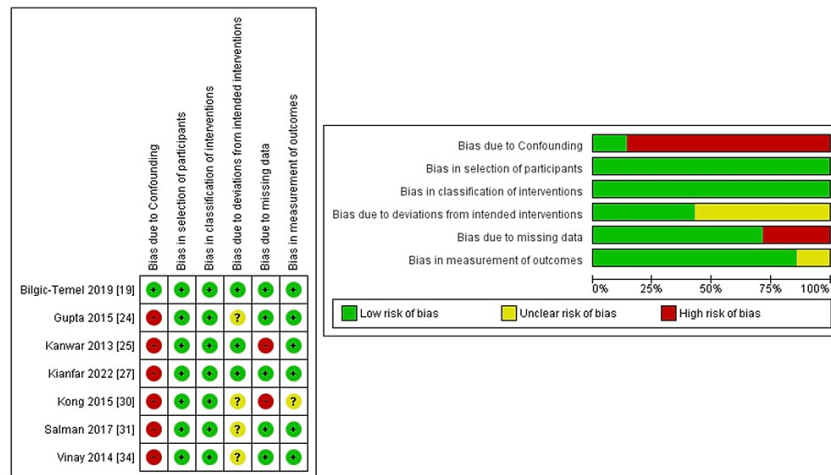 Bias due to Confounding
Bias in selection of participants
Bias in classification of interventions
Bias due to deviations from intended interventions
Bias due to missing data
Bias in measurement of outcomes
Bilgic-Temel 2019 [19]
+ + + + + +
Gupta 2015 [24]
- + + ? + +
Kanwar 2013 [25]
- + + + - +
Kianfar 2022 [27]
- + + + + +
Kong 2015 [30]
- + + ? - ?
Salman 2017 [31]
- + + ? + +
Vinay 2014 [34]
- + + ? + +
Bias due to Confounding
Bias in selection of participants
Bias in classification of interventions
Bias due to deviations from intended interventions
Bias due to missing data
Bias in measurement of outcomes
0% 25% 50% 75% 100%
Low risk of bias Unclear risk of bias High risk of bias